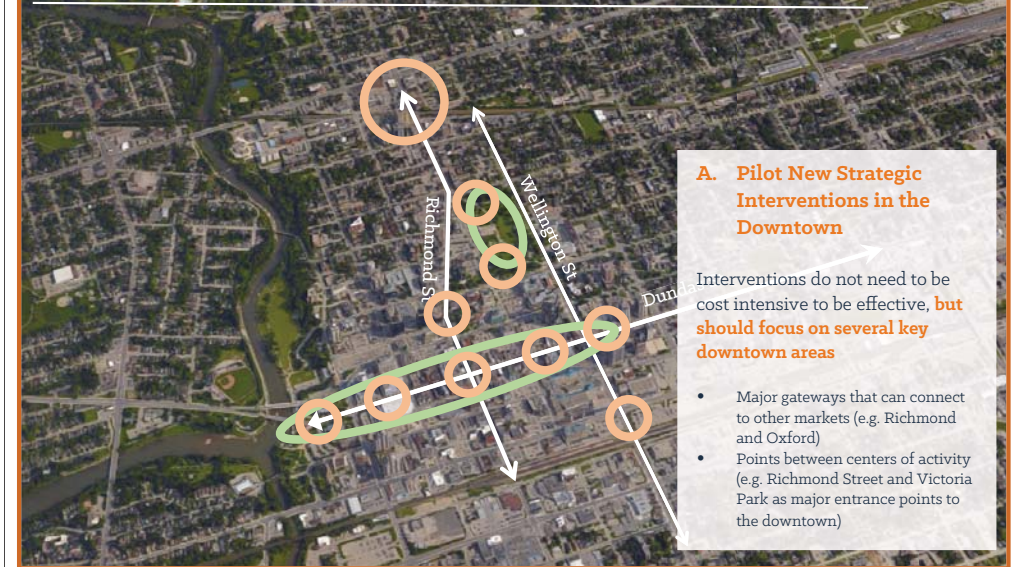 Richmond St
Wellington St
Dunda
A. Pilot New Strategic
Interventions in the
Downtown
Interventions do not need to be
cost intensive to be effective, but
should focus on several key
downtown areas
• Major gateways that can connect
to other markets (e.g. Richmond
and Oxford)
• Points between centers of activity
(e.g. Richmond Street and Victoria
Park as major entrance points to
the downtown)